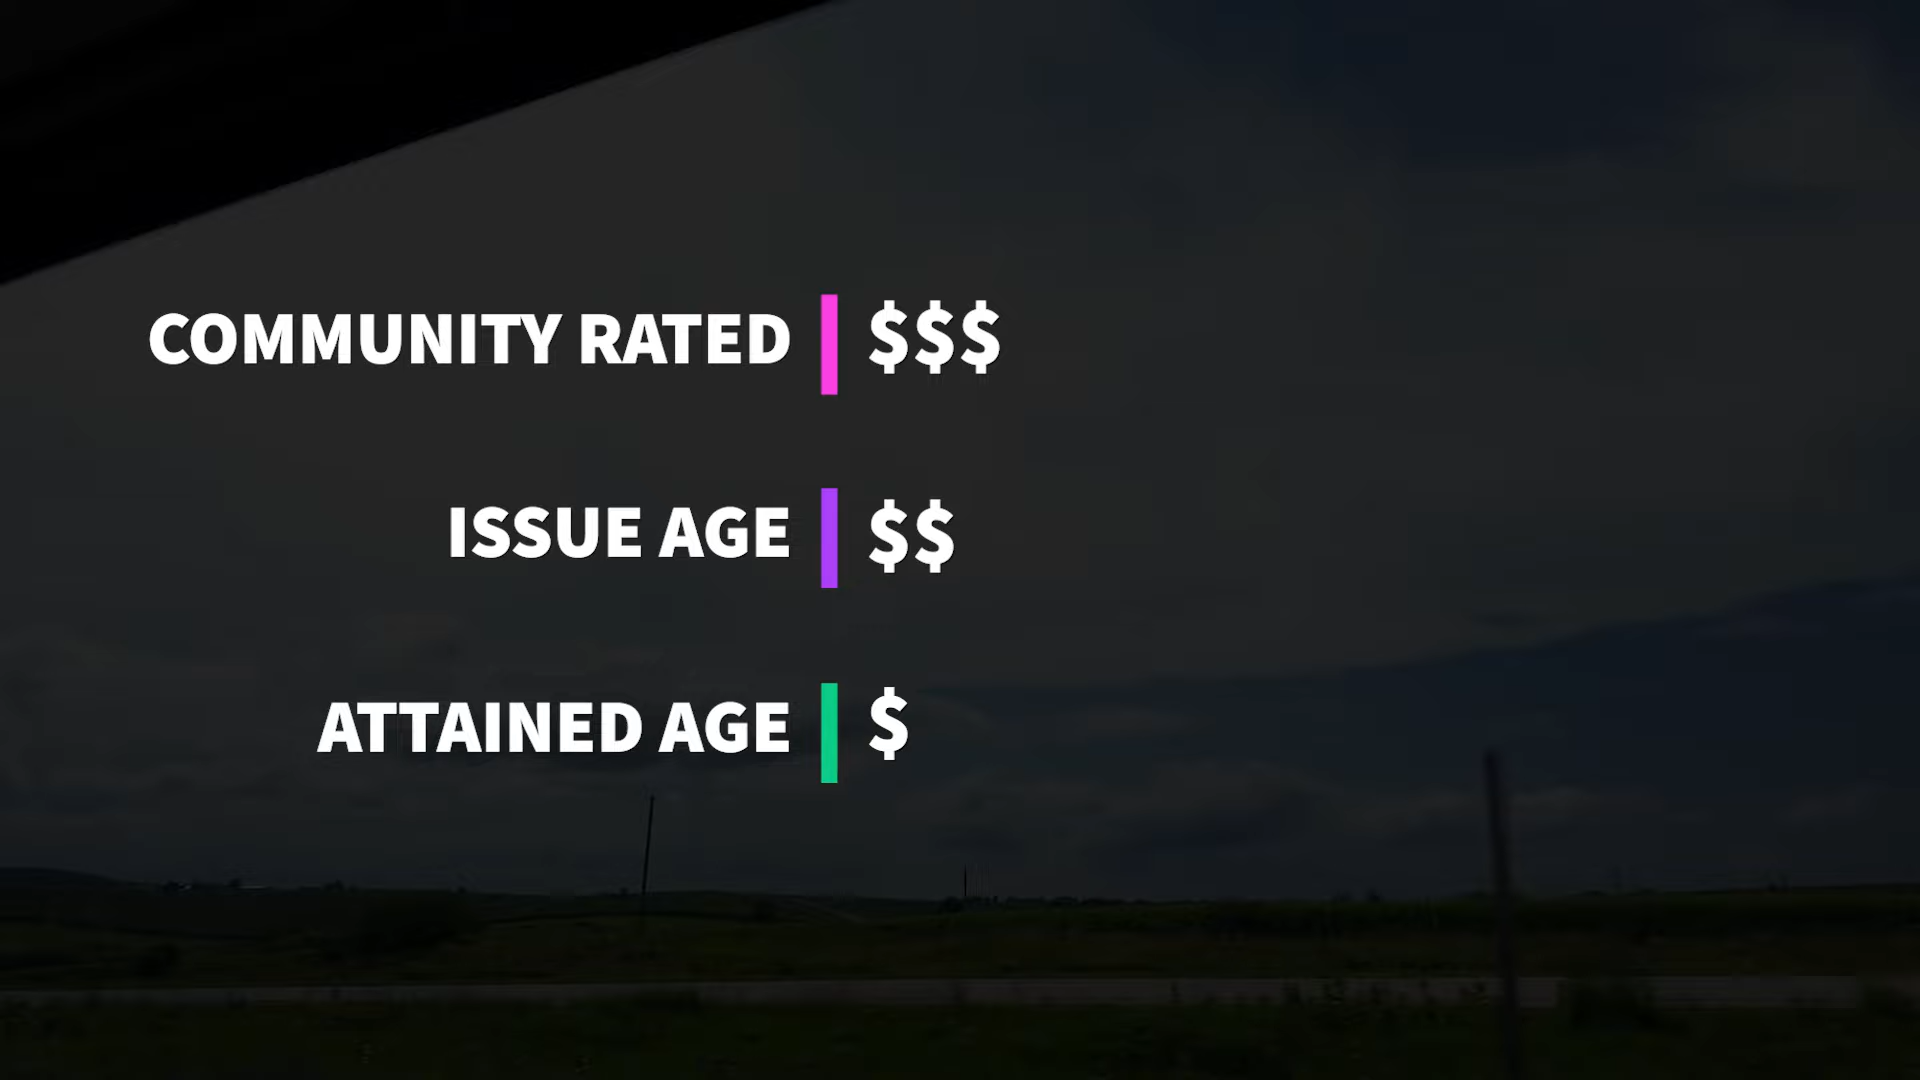 COMMUNITY RATED $$$
ISSUE AGE $$
ATTAINED AGE $